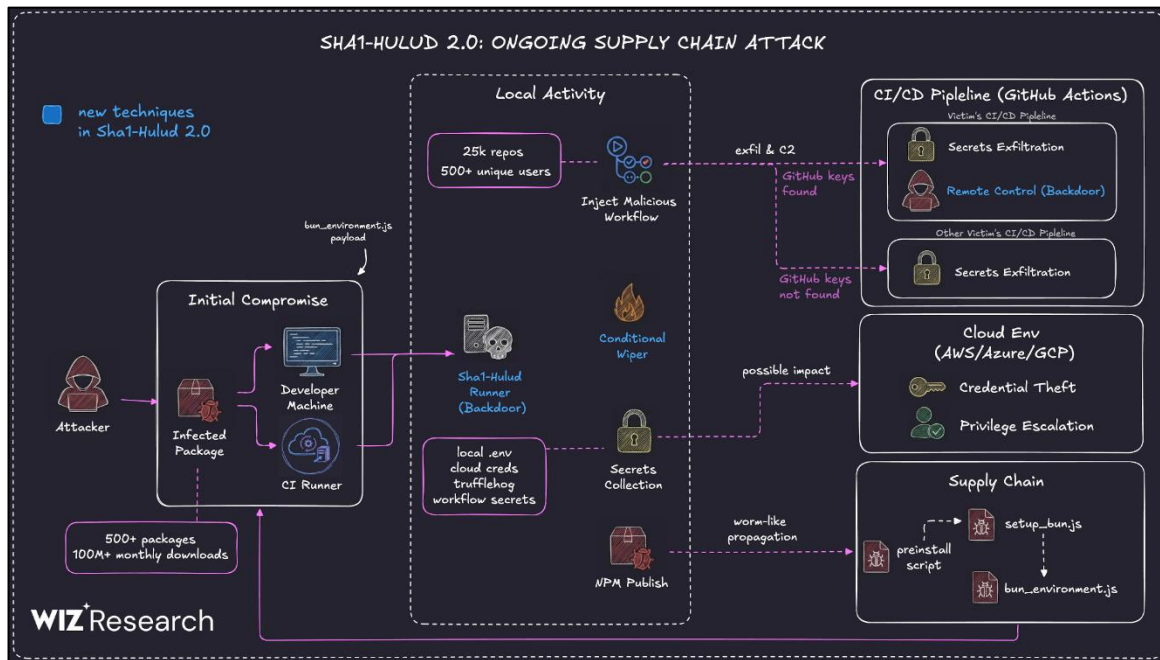 SHA1-HULUD 2.0: ONGOING SUPPLY CHAIN ATTACK
new techniques
in Sha1-Hulud 2.0
bun_environment.js
payload
Initial Compromise
Attacker
Infected
Package
Developer
Machine
CI Runner
500+ packages
100M+ monthly downloads
Local Activity
25k repos
500+ unique users
Inject Malicious
Workflow
Sha1-Hulud
Runner
(Backdoor)
Conditional
Wiper
local .env
cloud creds
trufflehog
workflow secrets
Secrets
Collection
NPM Publish
exfil & C2
GitHub keys
found
GitHub keys
not found
possible impact
worm-like
propagation
CI/CD Pipleline (GitHub Actions)
Victim's CI/CD Pipleline
Secrets Exfiltration
Remote Control (Backdoor)
Other Victim's CI/CD Pipleline
Secrets Exfiltration
Cloud Env
(AWS/Azure/GCP)
Credential Theft
Privilege Escalation
Supply Chain
preinstall
script
setup_bun.js
bun_environment.js
WIZ Research